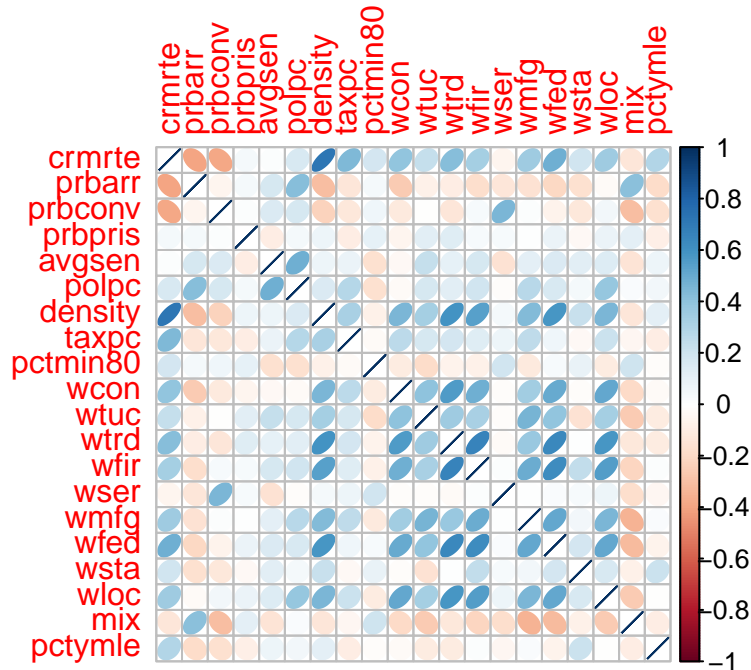 crmrte
prbarr
prbconv
prbpris
avgsen
polpc
density
taxpc
pctmin80
wcon
wtuc
wtrd
wfir
wser
wmfg
wfed
wsta
wloc
mix
pctymle
crmrte
prbarr
prbconv
prbpris
avgsen
polpc
density
taxpc
pctmin80
wcon
wtuc
wtrd
wfir
wser
wmfg
wfed
wsta
wloc
mix
pctymle
1
0.8
0.6
0.4
0.2
0
−0.2
−0.4
−0.6
−0.8
−1